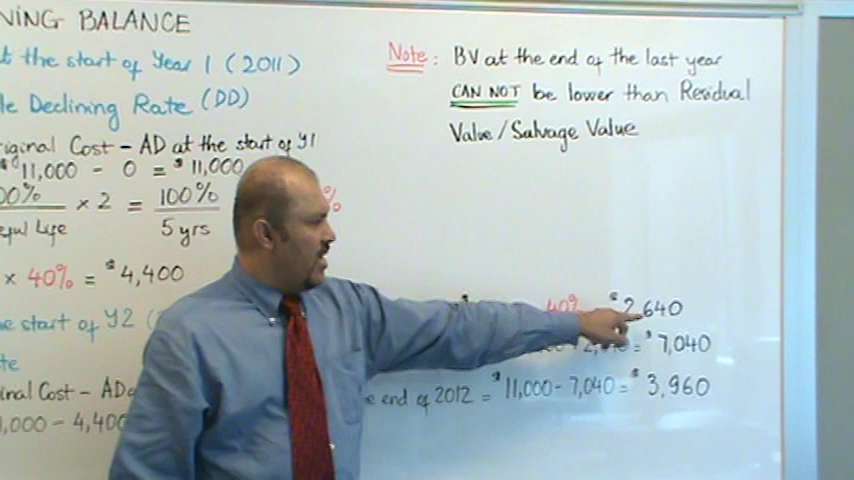 NING BALANCE
t the start of Year 1 (2011)
le Declining Rate (DD)
riginal Cost - AD at the start of Y1
$11,000 - 0 = $11,000
00% × 2 = 100% %
eful Life 5 yrs
× 40% = $4,400
e start of Y2
te
inal Cost - AD
1,000 - 4,400
Note: BV at the end of the last year
CAN NOT be lower than Residual
Value/Salvage Value
40% $2,640
= $7,040
e end of 2012 = $11,000 - 7,040 = $3,960